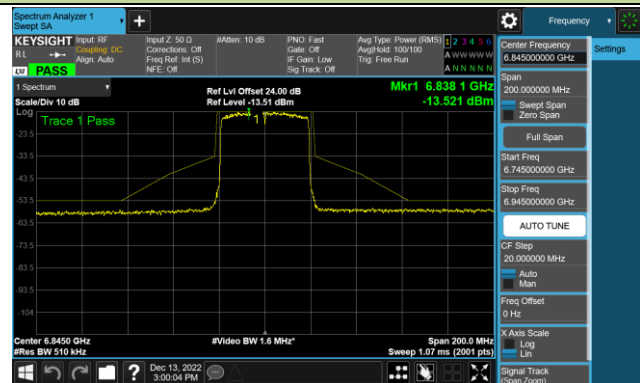 Spectrum Analyzer 1
Swept SA
Frequency
KEYSIGHT Input: RF Input Z: 50 Ω #Atten: 10 dB PNO: Fast Avg Type: Power (RMS) 1 2 3 4 5 6
RL Coupling: DC Corrections: Off Gate: Off Avg|Hold: 100/100 A W W W W W
Align: Auto Freq Ref: Int (S) IF Gain: Low Trig: Free Run
PASS NFE: Off Sig Track: Off A N N N N N
1 Spectrum
Scale/Div 10 dB
Ref Lvl Offset 24.00 dB
Ref Level -13.51 dBm
Mkr1 6.838 1 GHz
-13.521 dBm
Log
Trace 1 Pass
1
-23.5
-33.5
-43.5
-53.5
-63.5
-73.5
-83.5
-93.5
-104
Center 6.8450 GHz #Video BW 1.6 MHz* Span 200.0 MHz
#Res BW 510 kHz Sweep 1.07 ms (2001 pts)
Dec 13, 2022
3:00:04 PM
Center Frequency
6.845000000 GHz
Settings
Span
200.000000 MHz
Swept Span
Zero Span
Full Span
Start Freq
6.745000000 GHz
Stop Freq
6.945000000 GHz
AUTO TUNE
CF Step
20.000000 MHz
Auto
Man
Freq Offset
0 Hz
X Axis Scale
Log
Lin
Signal Track
(Span Zoom)